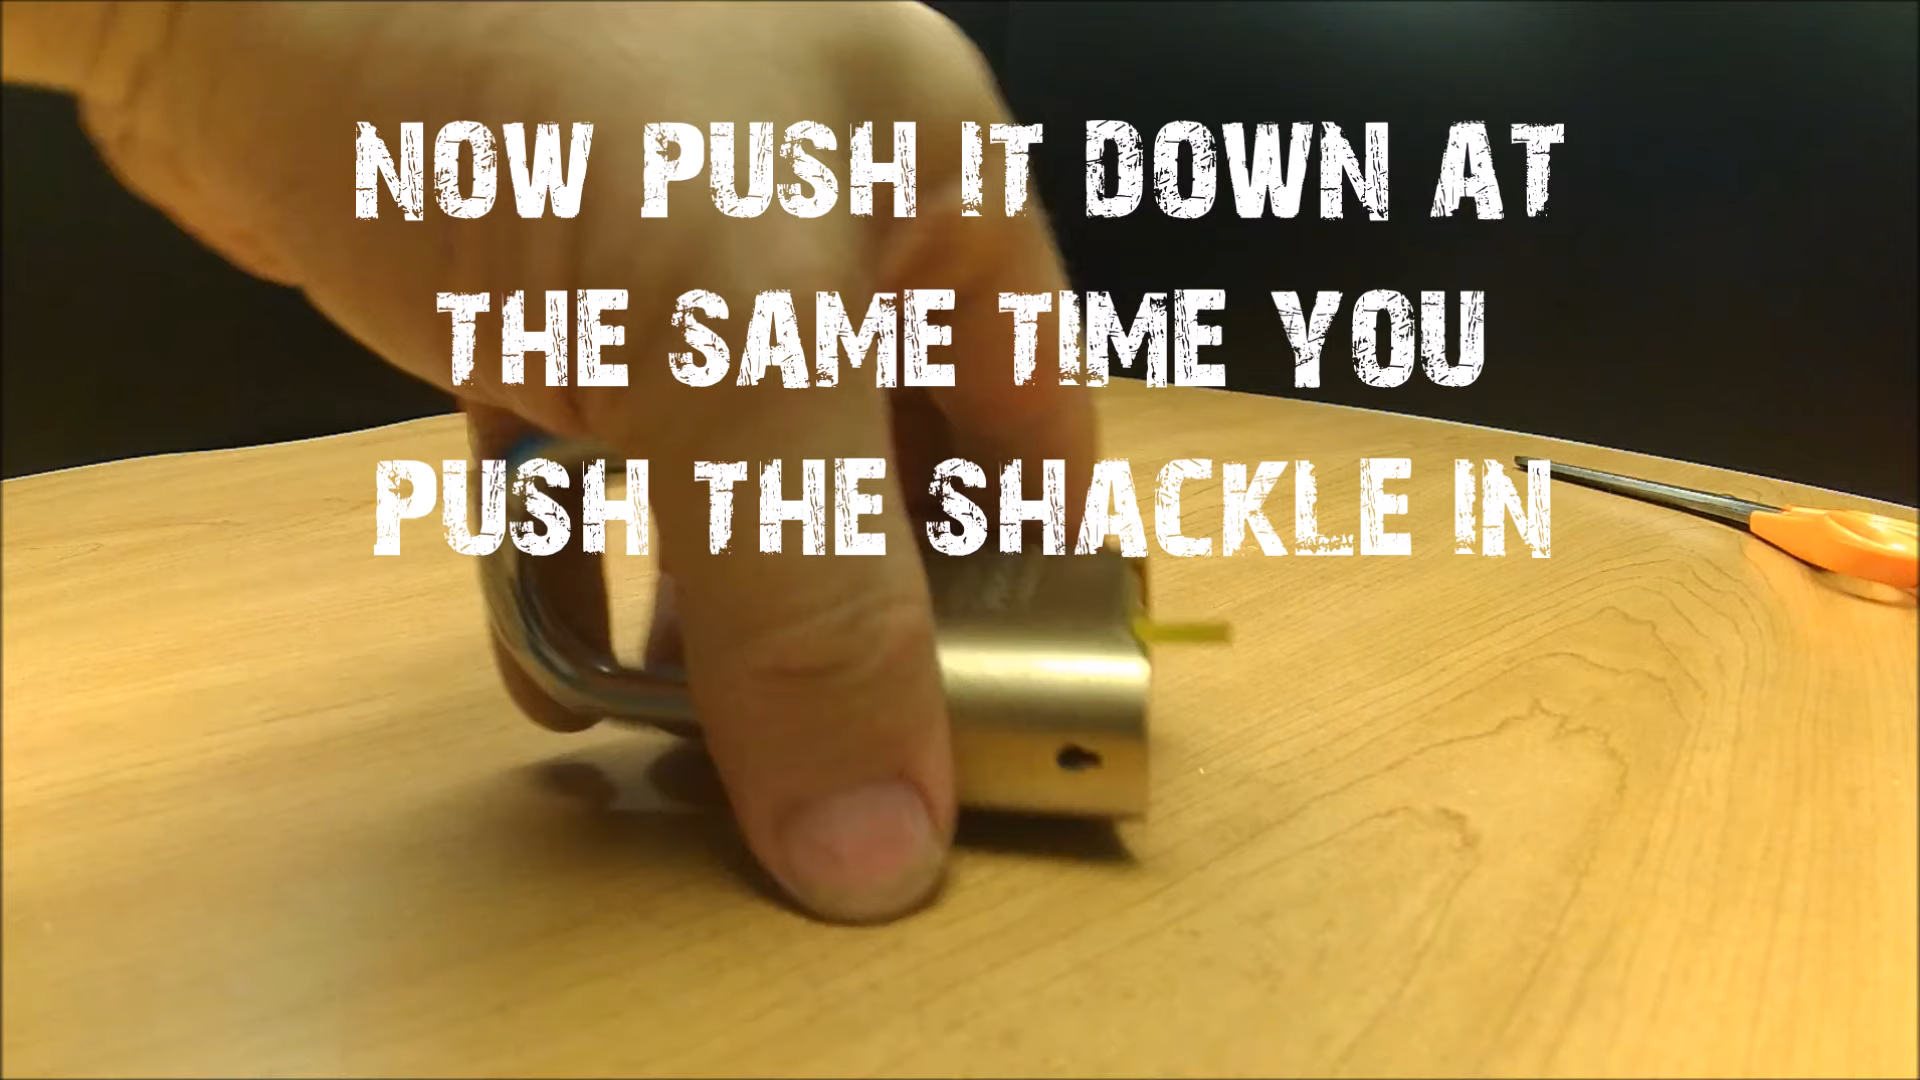 NOW PUSH IT DOWN AT
THE SAME TIME YOU
PUSH THE SHACKLE IN